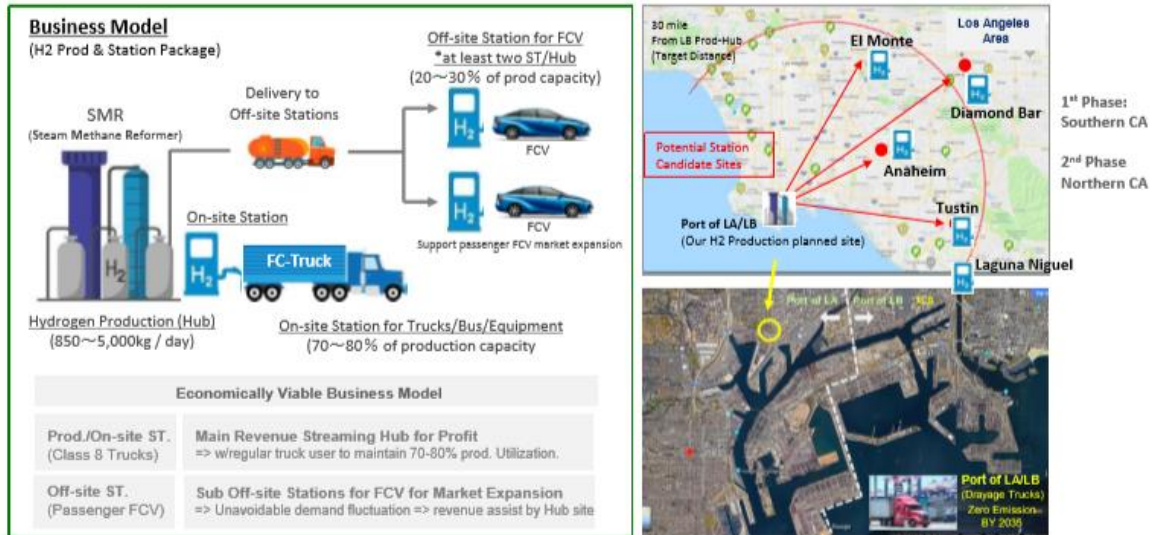 Business Model
(H2 Prod & Station Package)
Off-site Station for FCV
*at least two ST/Hub
(20~30% of prod capacity)
SMR
(Steam Methane Reformer)
Delivery to
Off-site Stations
H2
FCV
H2
FCV
Support passenger FCV market expansion
On-site Station
H2
H2
FC-Truck
Hydrogen Production (Hub)
(850~5,000kg / day)
On-site Station for Trucks/Bus/Equipment
(70~80% of production capacity
Economically Viable Business Model
Prod./On-site ST.
(Class 8 Trucks)
Main Revenue Streaming Hub for Profit
=> w/regular truck user to maintain 70-80% prod. Utilization.
Off-site ST.
(Passenger FCV)
Sub Off-site Stations for FCV for Market Expansion
=> Unavoidable demand fluctuation => revenue assist by Hub site
30 mile
From LB Prod-Hub
(Target Distance)
Los Angeles
Area
El Monte
Diamond Bar
Potential Station
Candidate Sites
Anaheim
Port of LA/LB
(Our H2 Production planned site)
Tustin
Laguna Niguel
1st Phase:
Southern CA
2nd Phase
Northern CA
Port of LA
Port of LB
Port of LA/LB
(Drayage Trucks)
Zero Emission
BY 2035